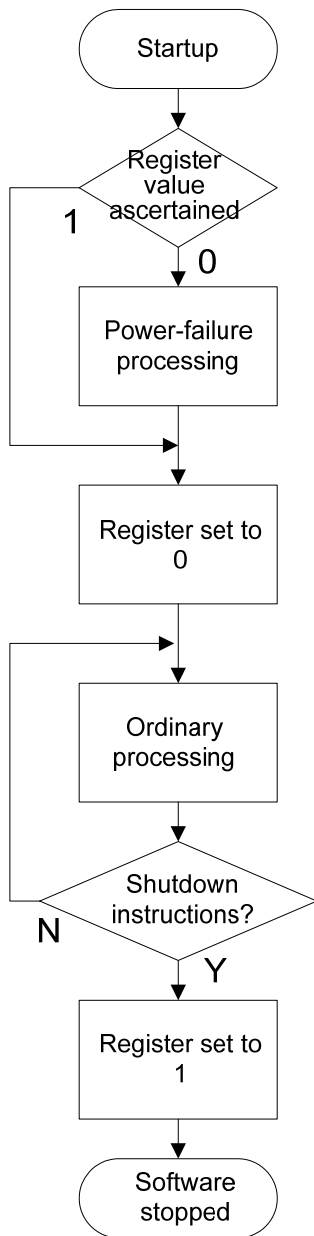 Startup
Register
value
ascertained
1
0
Power-failure
processing
Register set to
0
Ordinary
processing
Shutdown
instructions?
N
Y
Register set to
1
Software
stopped